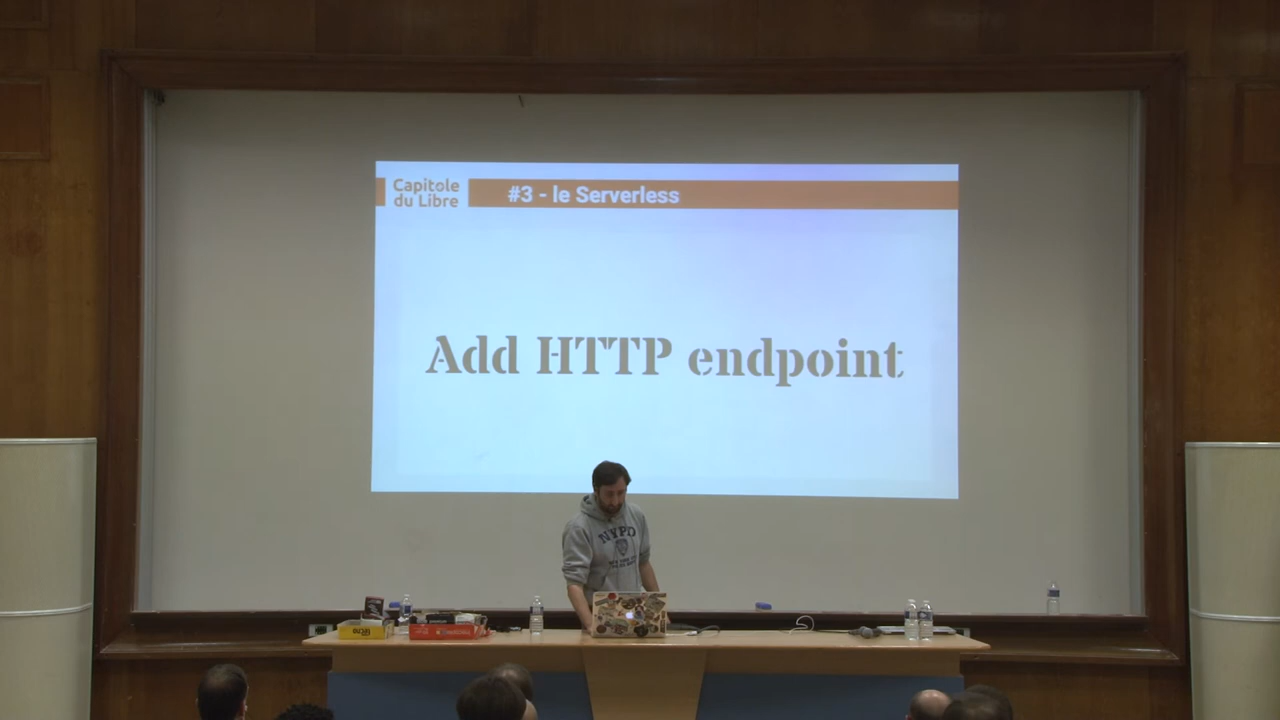 Capitole
du Libre
#3 - le Serverless
Add HTTP endpoint
NYPD